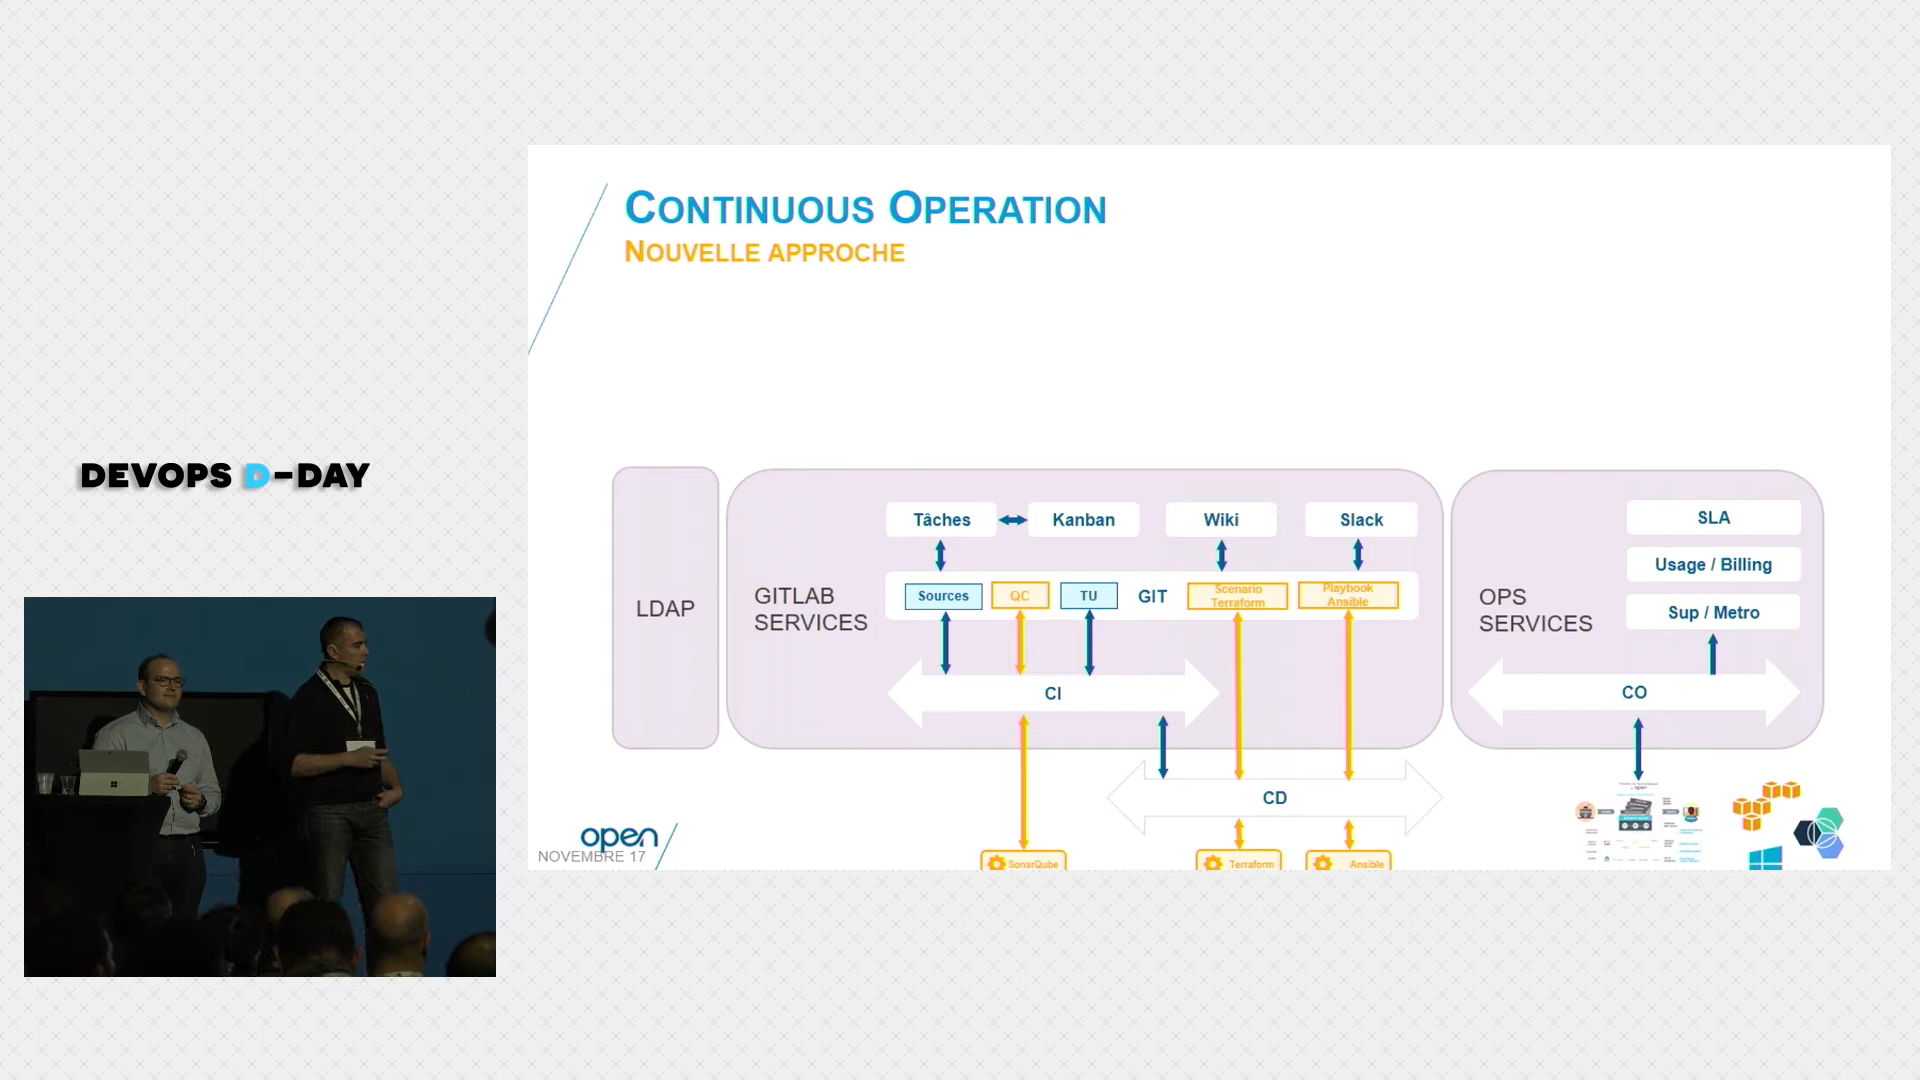 CONTINUOUS OPERATION
NOUVELLE APPROCHE
DEVOPS D-DAY
LDAP
GITLAB
SERVICES
Tâches
Kanban
Wiki
Slack
Sources
QC
TU
GIT
Scenario
Terraform
Playbook
Ansible
CI
CD
SonarQube
Terraform
Ansible
OPS
SERVICES
SLA
Usage / Billing
Sup / Metro
CO
open
NOVEMBRE 17